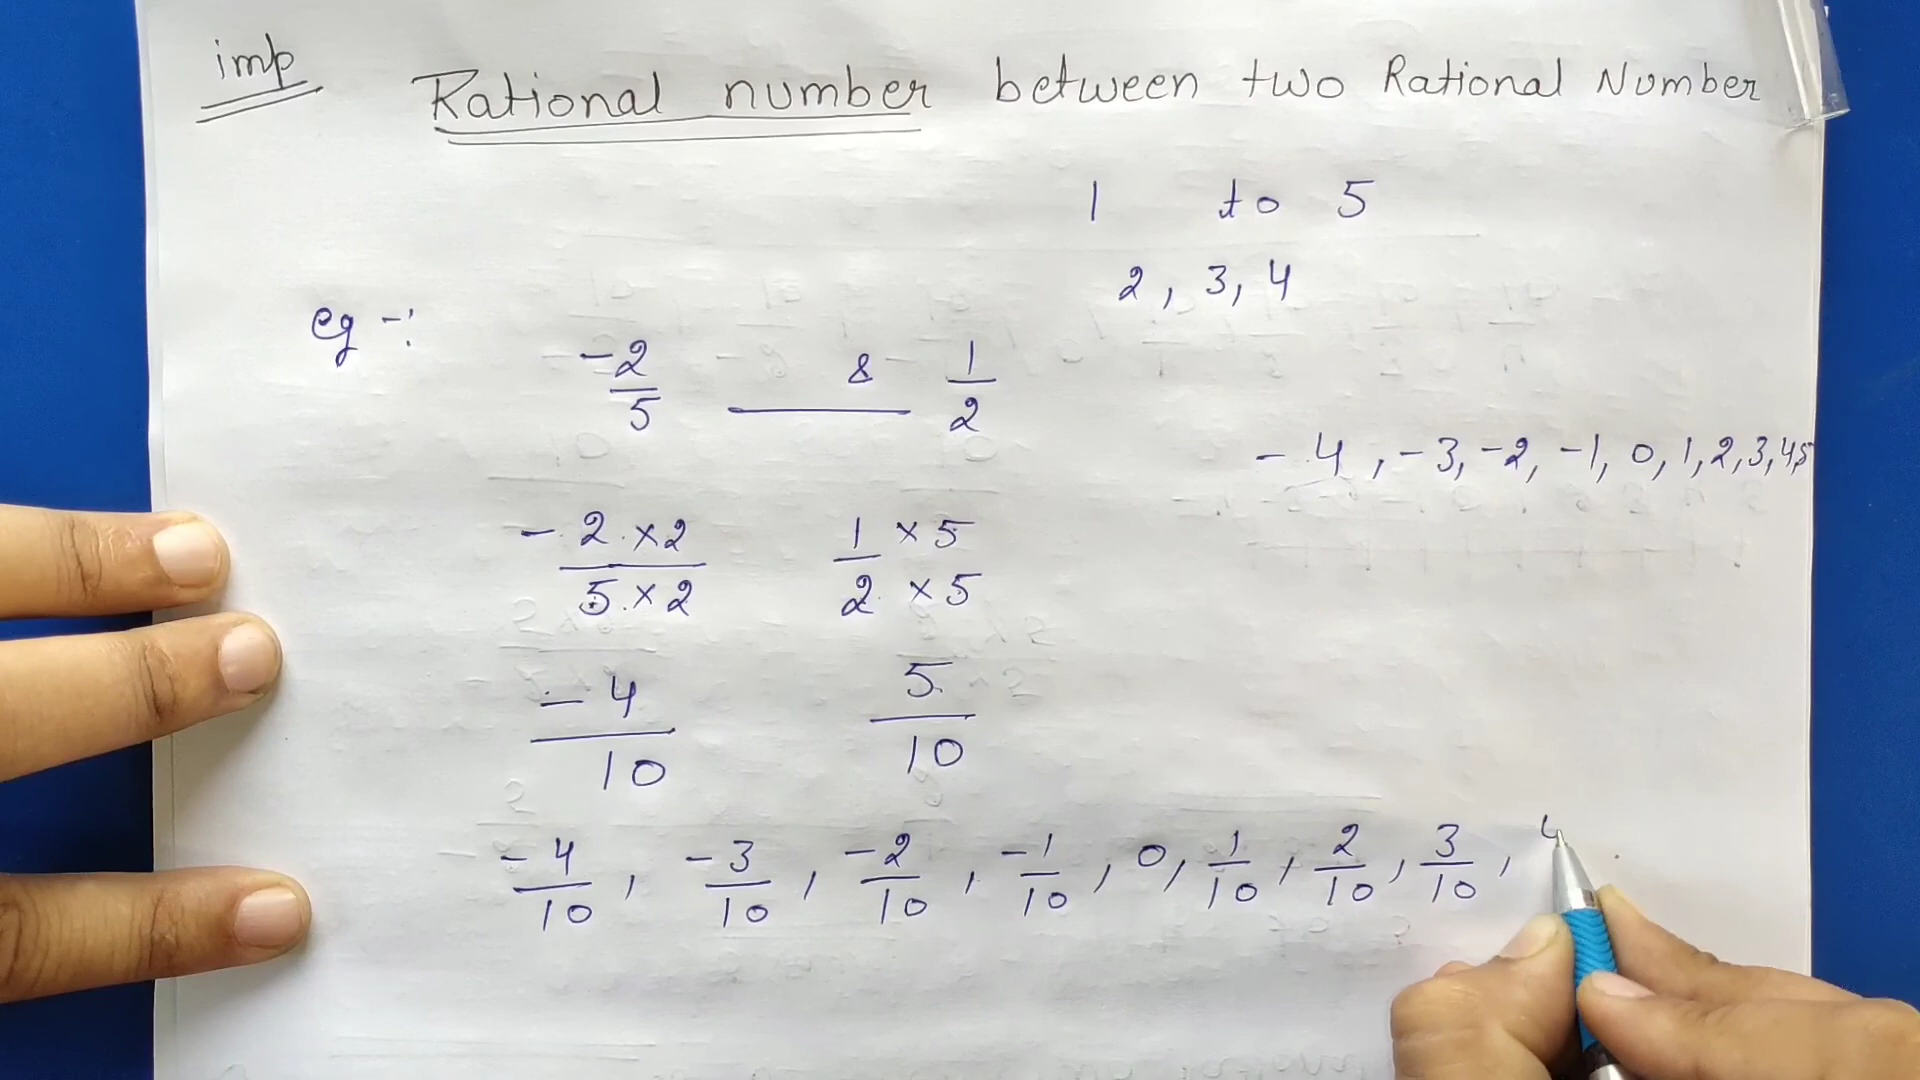 imp
Rational number between two Rational Number
1 to 5
2, 3, 4
eg -:
-2/5 & 1/2
-4, -3, -2, -1, 0, 1, 2, 3, 4, 5
-2×2/5×2 1×5/2×5
-4/10 5/10
-4/10, -3/10, -2/10, -1/10, 0, 1/10, 2/10, 3/10, 4